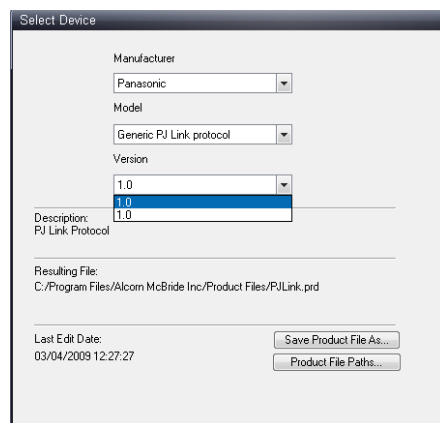 Select Device
Manufacturer
Panasonic
Model
Generic PJ Link protocol
Version
1.0
1.0
1.0
Description:
PJ Link Protocol
Resulting File:
C:/Program Files/Alcorn McBride Inc/Product Files/PJLink.prd
Last Edit Date:
Save Product File As...
03/04/2009 12:27:27
Product File Paths...